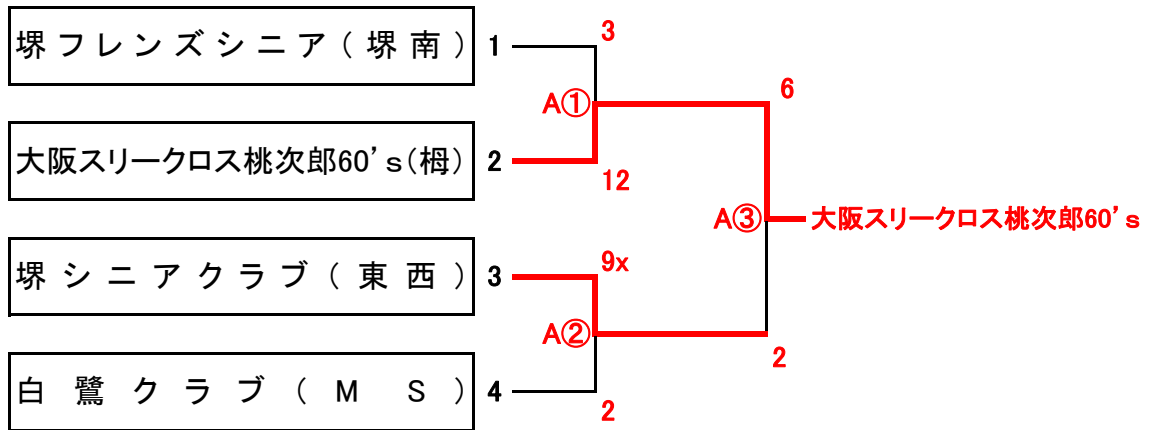 堺フレンズシニア(堺南) 1
3
A①
6
大阪スリークロス桃次郎60’s(栂) 2
12
A③ 大阪スリークロス桃次郎60’s
堺シニアクラブ(東西) 3
9x
A②
2
白鷺クラブ(MS) 4
2